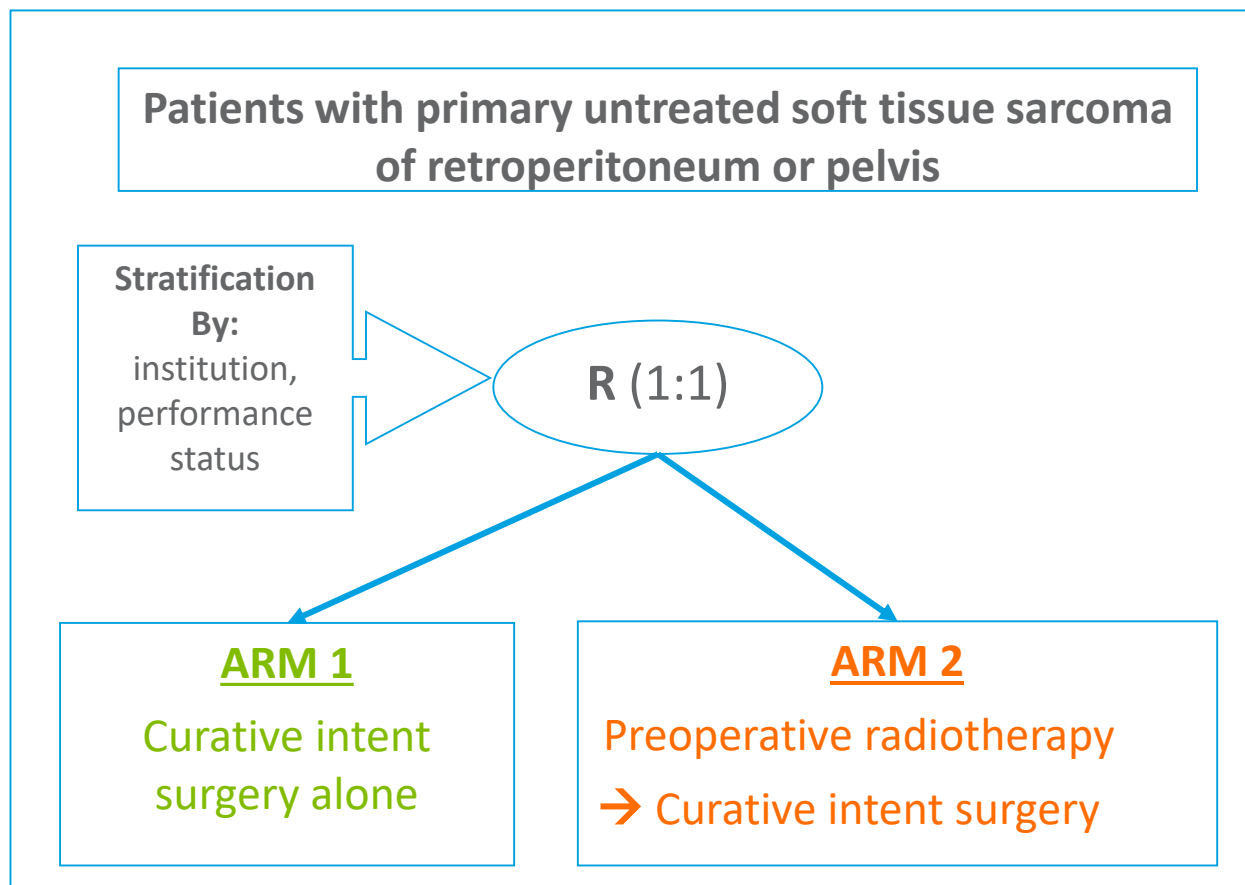 Patients with primary untreated soft tissue sarcoma
of retroperitoneum or pelvis
Stratification
By:
institution,
performance
status
R (1:1)
ARM 1
Curative intent
surgery alone
ARM 2
Preoperative radiotherapy
→ Curative intent surgery